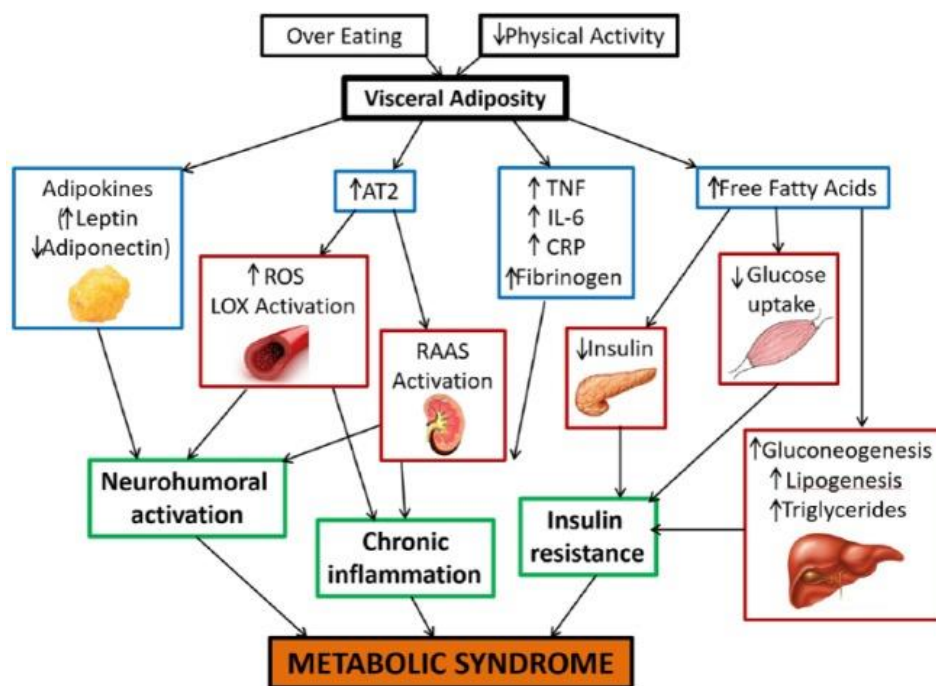 Over Eating
↓Physical Activity
Visceral Adiposity
Adipokines
(↑Leptin
↓Adiponectin)
↑AT2
↑ TNF
↑ IL-6
↑ CRP
↑Fibrinogen
↑Free Fatty Acids
↑ ROS
LOX Activation
RAAS
Activation
↓Insulin
↓ Glucose
uptake
↑Gluconeogenesis
↑ Lipogenesis
↑Triglycerides
Neurohumoral
activation
Chronic
inflammation
Insulin
resistance
METABOLIC SYNDROME